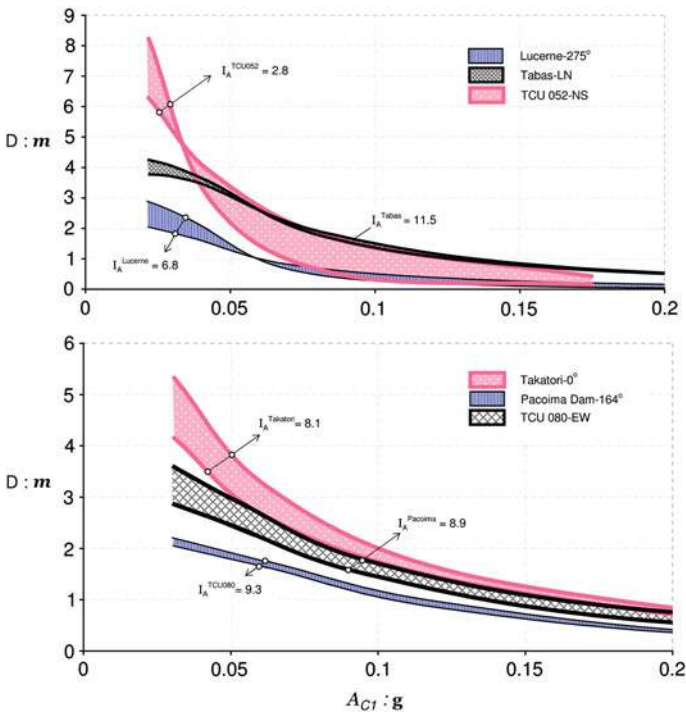 9
8
7
6
5
4
3
2
1
0
D : m
I_A^TCU052 = 2.8
I_A^Tabas = 11.5
I_A^Lucerne = 6.8
Lucerne-275°
Tabas-LN
TCU 052-NS
0 0.05 0.1 0.15 0.2
6
5
4
3
2
1
0
D : m
I_A^Takatori = 8.1
I_A^Pacoima = 8.9
I_A^TCU080 = 9.3
Takatori-0°
Pacoima Dam-164°
TCU 080-EW
0 0.05 0.1 0.15 0.2
A_C1 : g